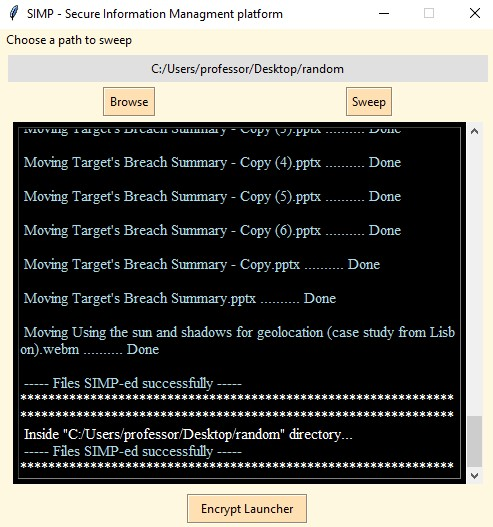 SIMP - Secure Information Managment platform
Choose a path to sweep
C:/Users/professor/Desktop/random
Browse
Sweep
Moving Target's Breach Summary - Copy (3).pptx .......... Done
Moving Target's Breach Summary - Copy (4).pptx .......... Done
Moving Target's Breach Summary - Copy (5).pptx .......... Done
Moving Target's Breach Summary - Copy (6).pptx .......... Done
Moving Target's Breach Summary - Copy.pptx .......... Done
Moving Target's Breach Summary.pptx .......... Done
Moving Using the sun and shadows for geolocation (case study from Lisb
on).webm .......... Done
----- Files SIMP-ed successfully -----
**************************************************************
**************************************************************
Inside "C:/Users/professor/Desktop/random" directory...
----- Files SIMP-ed successfully -----
**************************************************************
Encrypt Launcher